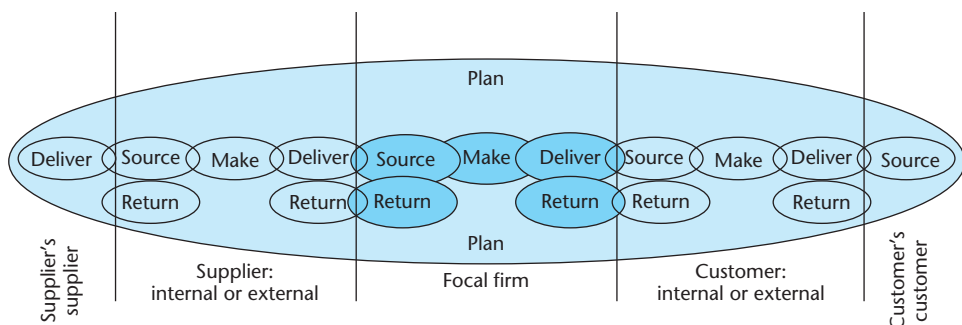 Plan
Deliver Source Make Deliver Source Make Deliver Source Make Deliver Source
Return Return Return Return Return Return
Plan
Supplier's
supplier
Supplier:
internal or external
Focal firm
Customer:
internal or external
Customer's
customer